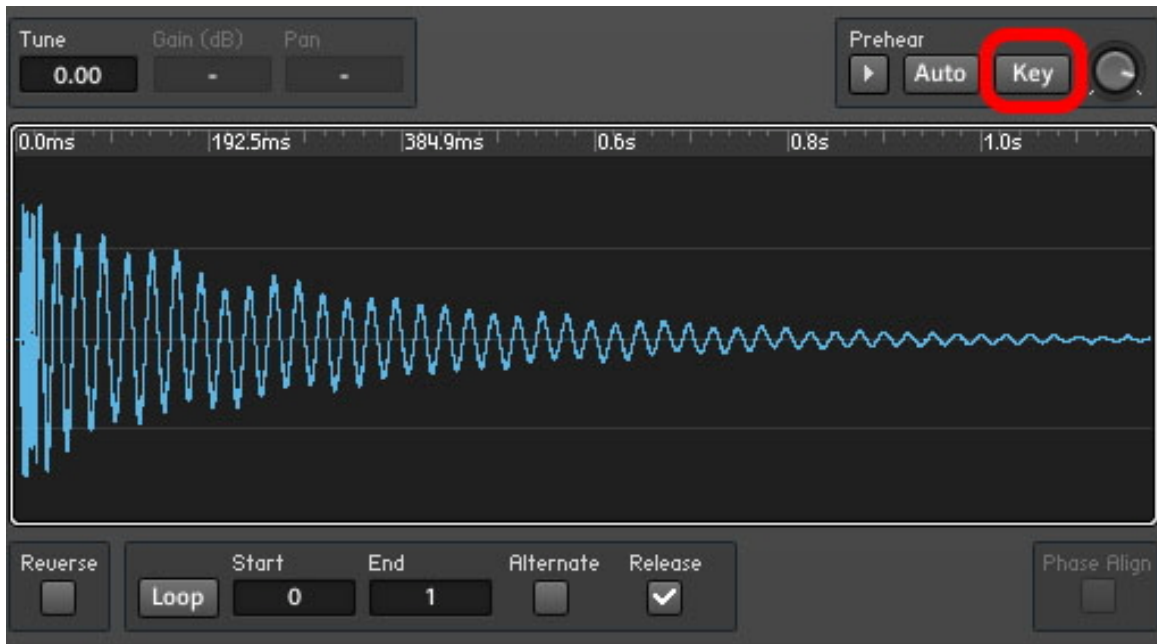 Tune Gain (dB) Pan
0.00 - -
Prehear
Auto Key
0.0ms 192.5ms 384.9ms 0.6s 0.8s 1.0s
Reverse
Loop
Start End Alternate Release
0 1
Phase Align